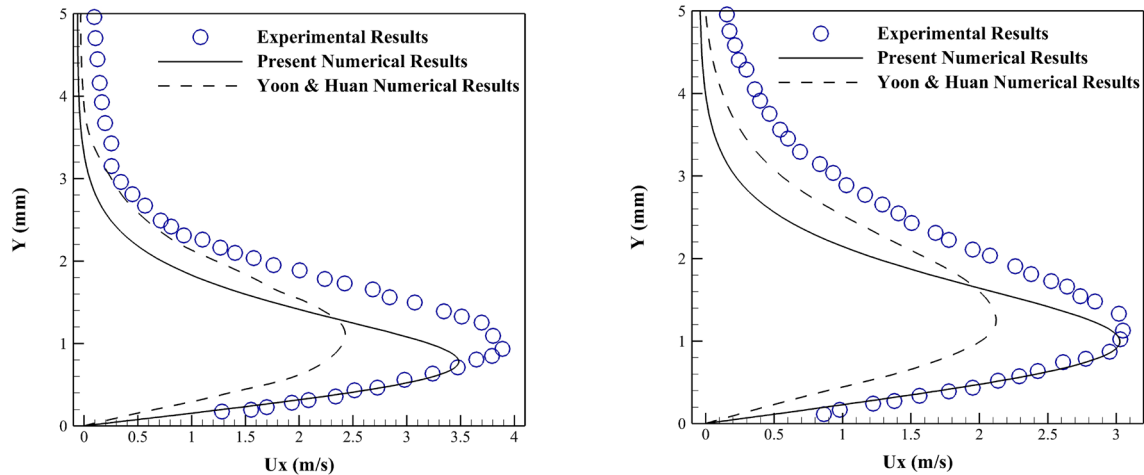 5
4
3
2
1
0
Y (mm)
Experimental Results
Present Numerical Results
Yoon & Huan Numerical Results
0 0.5 1 1.5 2 2.5 3 3.5 4
Ux (m/s)
5
4
3
2
1
0
Y (mm)
Experimental Results
Present Numerical Results
Yoon & Huan Numerical Results
0 0.5 1 1.5 2 2.5 3
Ux (m/s)